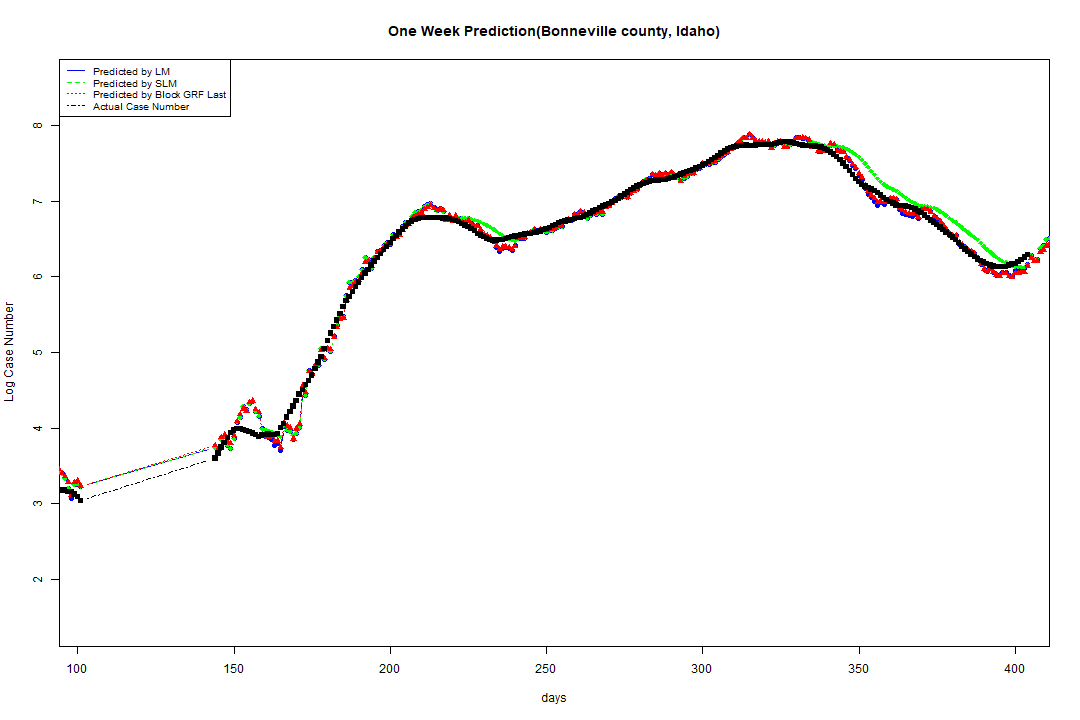 One Week Prediction(Bonneville county, Idaho)
Predicted by LM
Predicted by SLM
Predicted by Block GRF Last
Actual Case Number
8
7
6
5
4
3
2
Log Case Number
100 150 200 250 300 350 400
days